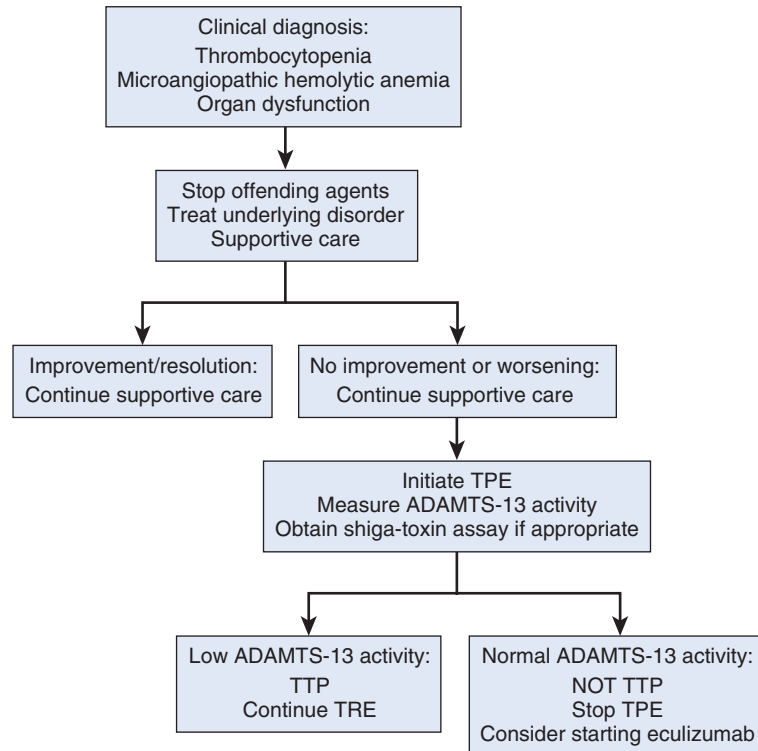 Clinical diagnosis:
Thrombocytopenia
Microangiopathic hemolytic anemia
Organ dysfunction
Stop offending agents
Treat underlying disorder
Supportive care
Improvement/resolution:
Continue supportive care
No improvement or worsening:
Continue supportive care
Initiate TPE
Measure ADAMTS-13 activity
Obtain shiga-toxin assay if appropriate
Low ADAMTS-13 activity:
TTP
Continue TRE
Normal ADAMTS-13 activity:
NOT TTP
Stop TPE
Consider starting eculizumab